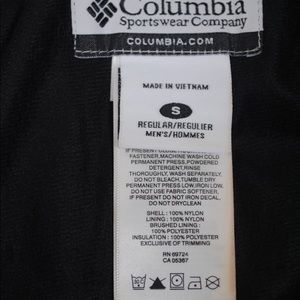 Columbia
Sportswear Company
COLUMBIA.COM
MADE IN VIETNAM
S
REGULAR/REGULIER
MEN'S/HOMMES
IF PRESENT
FASTENER, MACHINE WASH COLD
PERMANENT PRESS, POWDERED
DETERGENT, RINSE
THOROUGHLY, WASH SEPARATELY,
DO NOT BLEACH, TUMBLE DRY
PERMANENT PRESS LOW, IRON LOW,
DO NOT USE FABRIC SOFTENER,
IF PRESENT DO NOT IRON DECAL,
DO NOT DRYCLEAN
SHELL : 100% NYLON
LINING : 100% NYLON
BRUSHED LINING :
100% POLYESTER
INSULATION : 100% POLYESTER
EXCLUSIVE OF TRIMMING
RN 69724
CA 05367